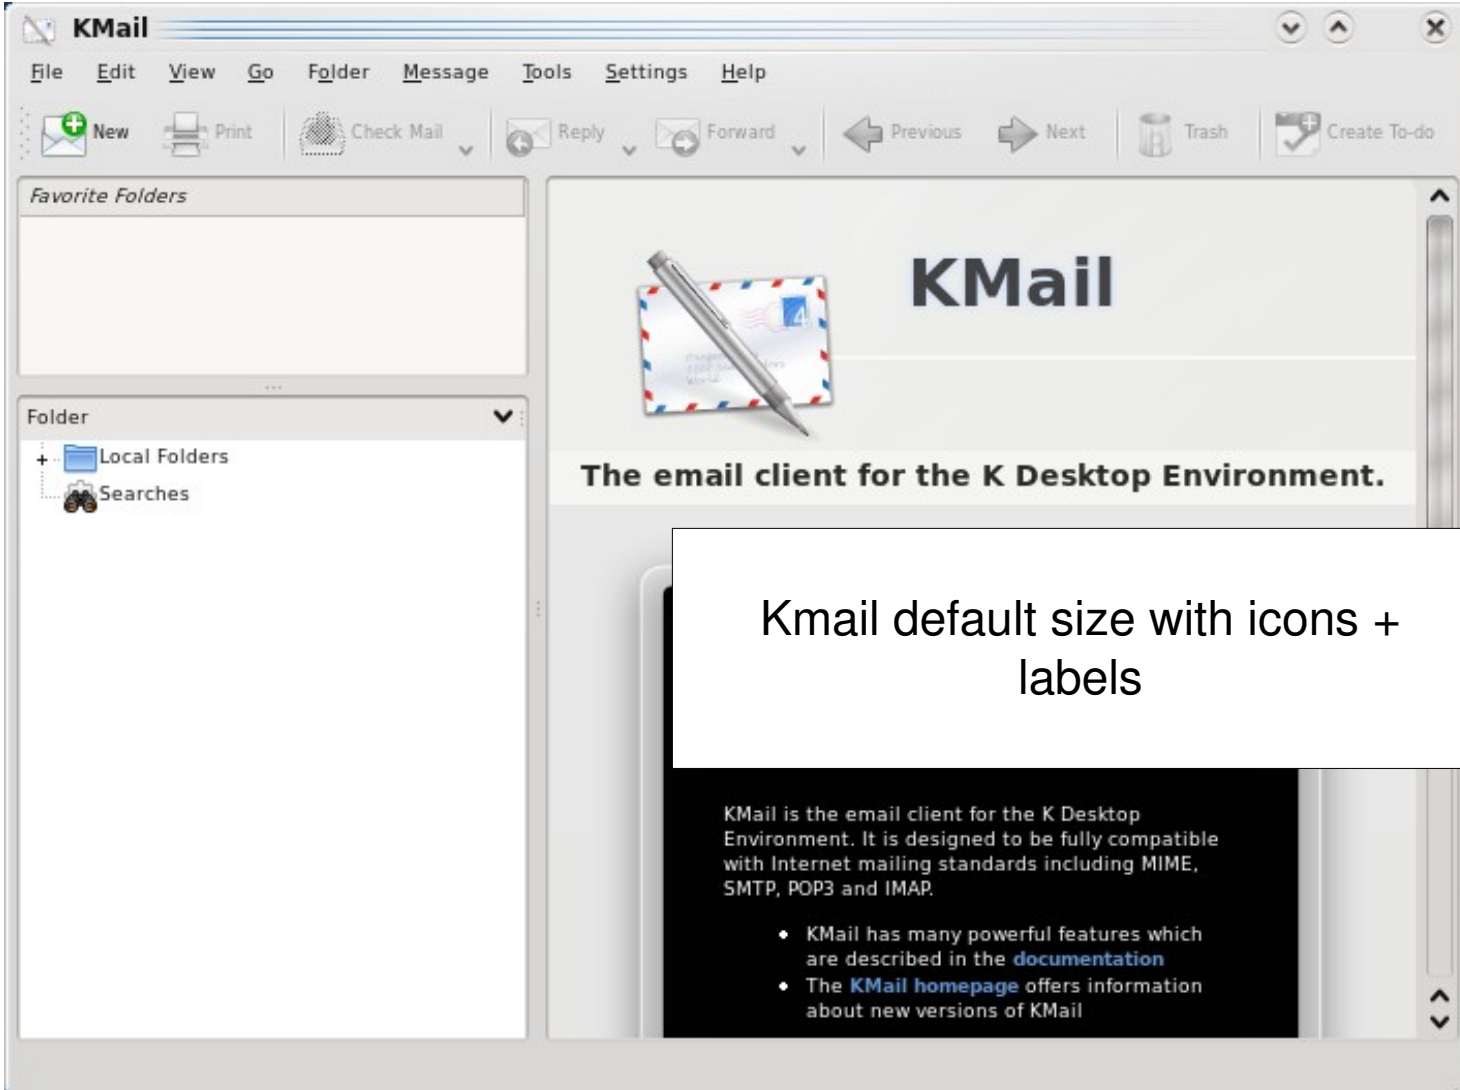 KMail
File Edit View Go Folder Message Tools Settings Help
New Print Check Mail Reply Forward Previous Next Trash Create To-do
Favorite Folders
Folder
Local Folders
Searches
KMail
The email client for the K Desktop Environment.
Kmail default size with icons +
labels
KMail is the email client for the K Desktop
Environment. It is designed to be fully compatible
with Internet mailing standards including MIME,
SMTP, POP3 and IMAP.
• KMail has many powerful features which
are described in the documentation
• The KMail homepage offers information
about new versions of KMail